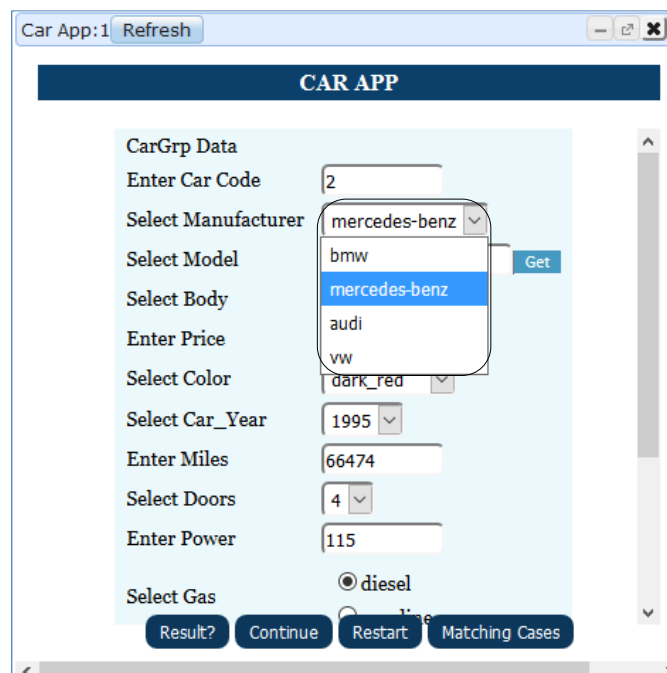 Car App:1 Refresh
CAR APP
CarGrp Data
Enter Car Code 2
Select Manufacturer mercedes-benz
bmw
Select Model Get
mercedes-benz
Select Body
audi
Enter Price
vw
Select Color dark_red
Select Car_Year 1995
Enter Miles 66474
Select Doors 4
Enter Power 115
diesel
Select Gas
Result? Continue Restart Matching Cases